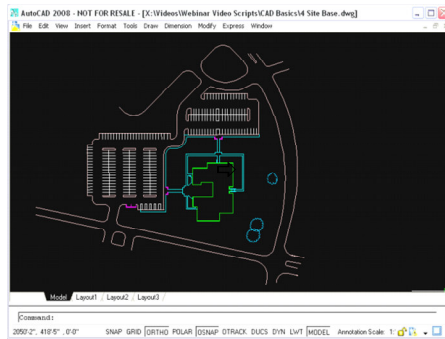 AutoCAD 2008 - NOT FOR RESALE - [X:\Videos\Webinar Video Scripts\CAD Basics\4 Site Base.dwg]
File Edit View Insert Format Tools Draw Dimension Modify Express Window
Model Layout1 Layout2 Layout3
Command:
2050'-2", 418'-5" , 0'-0" SNAP GRID ORTHO POLAR OSNAP OTRACK DUCS DYN LWT MODEL Annotation Scale: 1: